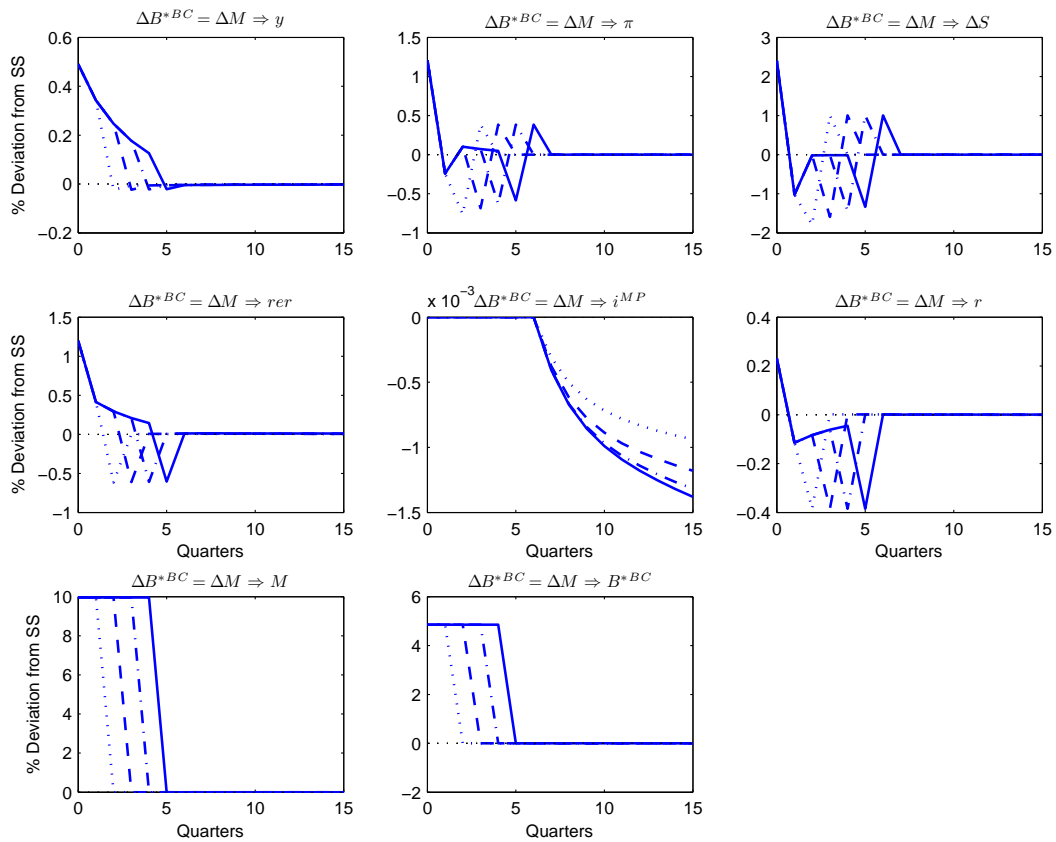 ΔB*^{BC} = ΔM ⇒ y
ΔB*^{BC} = ΔM ⇒ π
ΔB*^{BC} = ΔM ⇒ ΔS
% Deviation from SS
0.6
0.4
0.2
0
−0.2
0 5 10 15
1.5
1
0.5
0
−0.5
−1
0 5 10 15
3
2
1
0
−1
−2
0 5 10 15
ΔB*^{BC} = ΔM ⇒ rer
x 10^{−3} ΔB*^{BC} = ΔM ⇒ i^{MP}
ΔB*^{BC} = ΔM ⇒ r
% Deviation from SS
1.5
1
0.5
0
−0.5
−1
0 5 10 15
0
−0.5
−1
−1.5
0 5 10 15
Quarters
0.4
0.2
0
−0.2
−0.4
0 5 10 15
Quarters
ΔB*^{BC} = ΔM ⇒ M
ΔB*^{BC} = ΔM ⇒ B*^{BC}
% Deviation from SS
10
8
6
4
2
0
0 5 10 15
Quarters
6
4
2
0
−2
0 5 10 15
Quarters